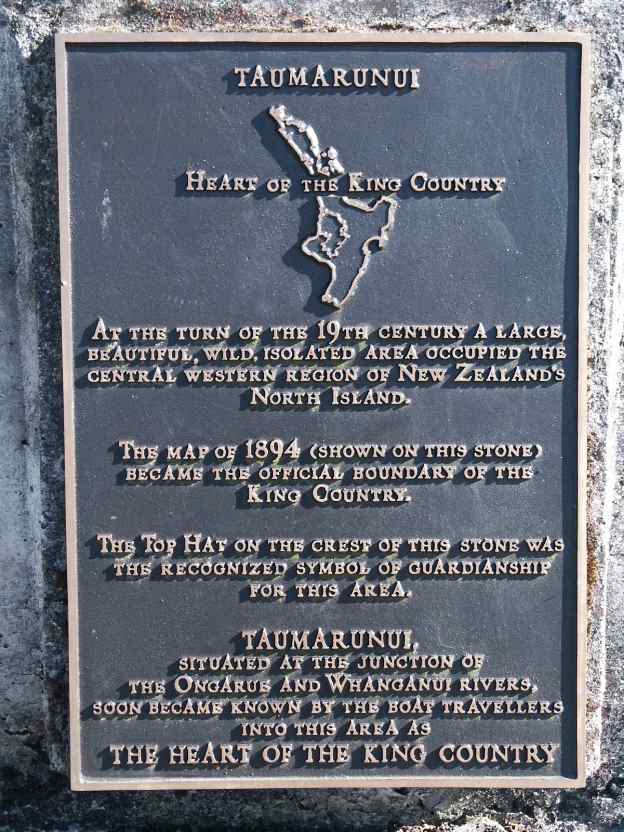 TAUMARUNUI
HEART OF THE KING COUNTRY
AT THE TURN OF THE 19TH CENTURY A LARGE,
BEAUTIFUL, WILD, ISOLATED AREA OCCUPIED THE
CENTRAL WESTERN REGION OF NEW ZEALAND'S
NORTH ISLAND.
THE MAP OF 1894 (SHOWN ON THIS STONE)
BECAME THE OFFICIAL BOUNDARY OF THE
KING COUNTRY.
THE TOP HAT ON THE CREST OF THIS STONE WAS
THE RECOGNIZED SYMBOL OF GUARDIANSHIP
FOR THIS AREA.
TAUMARUNUI,
SITUATED AT THE JUNCTION OF
THE ONGARUE AND WHANGANUI RIVERS,
SOON BECAME KNOWN BY THE BOAT TRAVELLERS
INTO THIS AREA AS
THE HEART OF THE KING COUNTRY